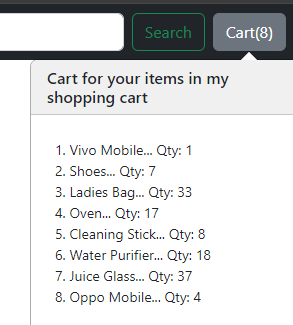 Search Cart(8)
Cart for your items in my
shopping cart
1. Vivo Mobile... Qty: 1
2. Shoes... Qty: 7
3. Ladies Bag... Qty: 33
4. Oven... Qty: 17
5. Cleaning Stick... Qty: 8
6. Water Purifier... Qty: 18
7. Juice Glass... Qty: 37
8. Oppo Mobile... Qty: 4